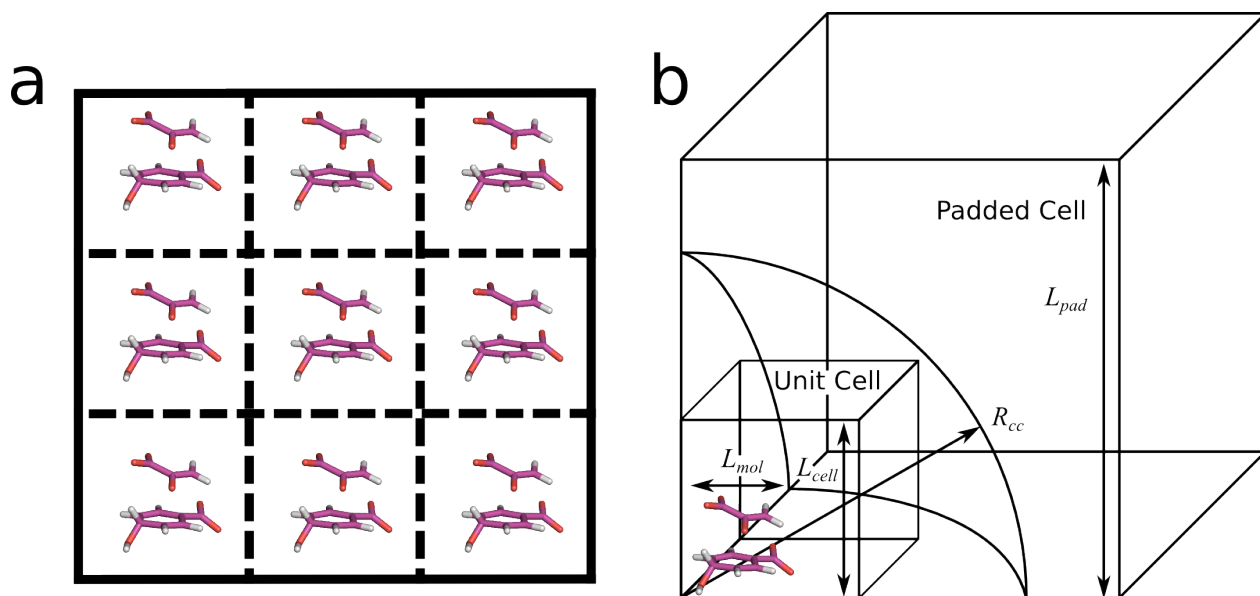 a
b
Padded Cell
L_pad
Unit Cell
R_cc
L_mol
L_cell